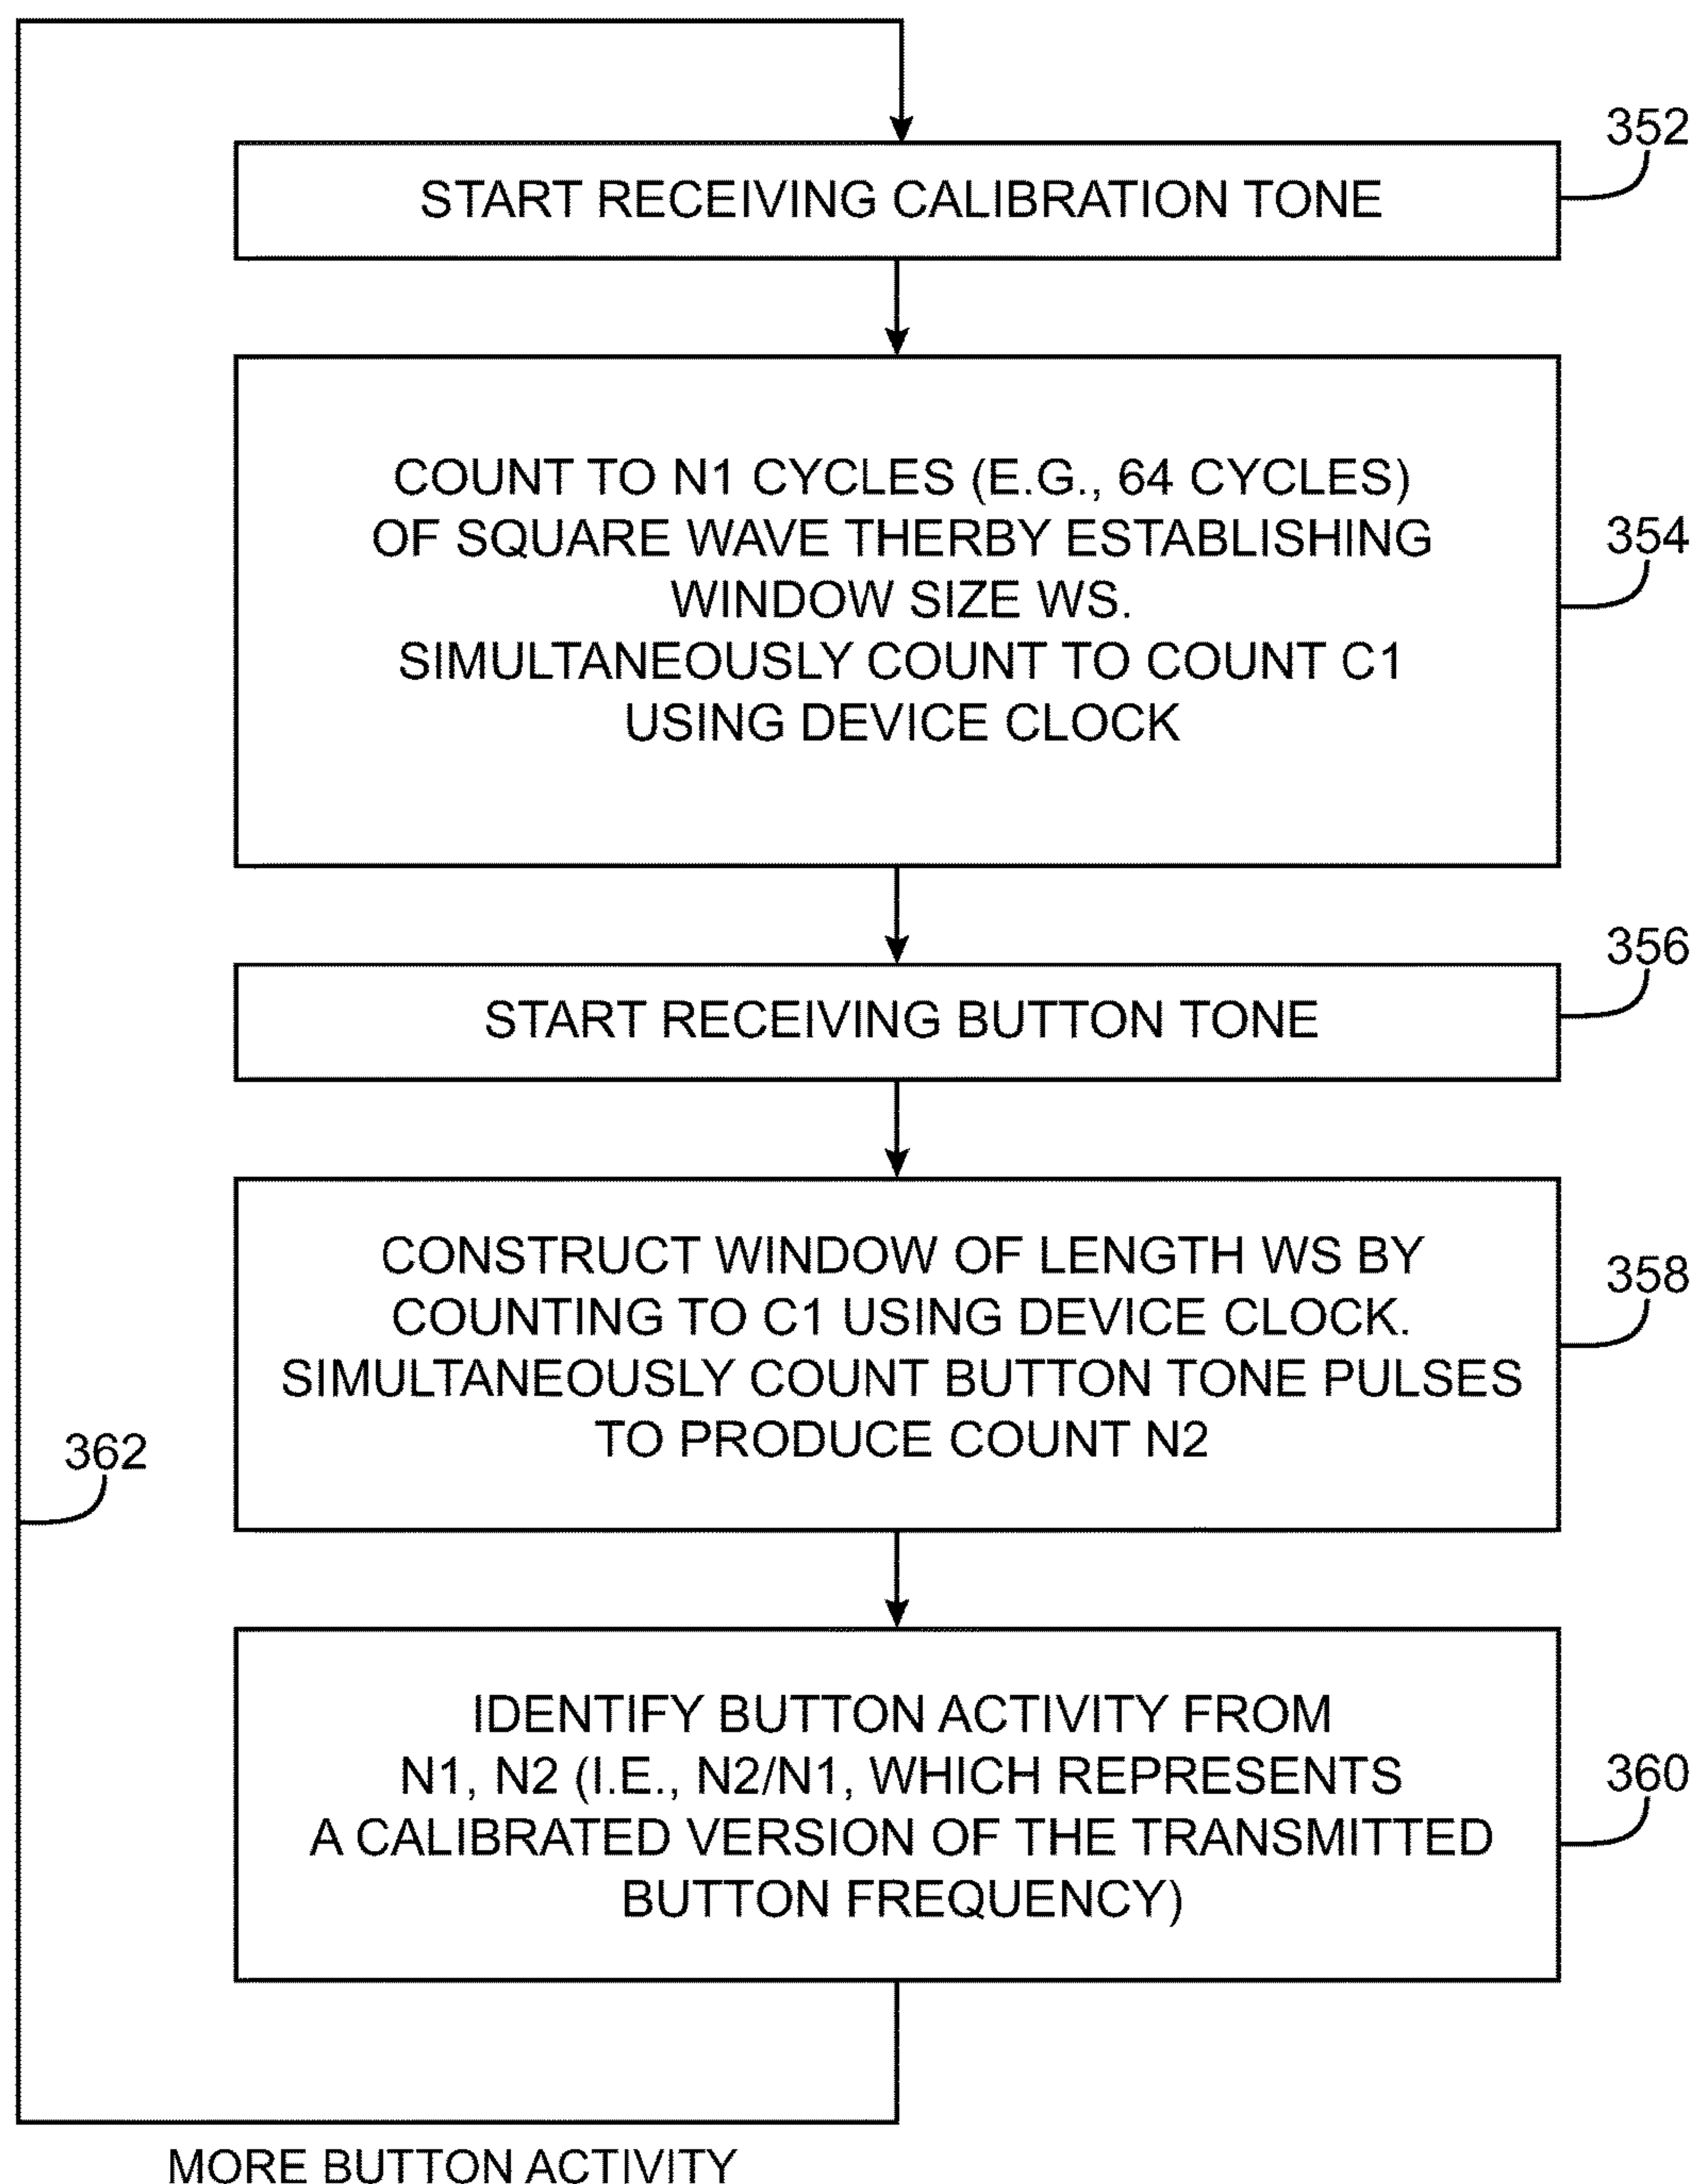 352
START RECEIVING CALIBRATION TONE
COUNT TO N1 CYCLES (E.G., 64 CYCLES)
OF SQUARE WAVE THERBY ESTABLISHING
WINDOW SIZE WS.
SIMULTANEOUSLY COUNT TO COUNT C1
USING DEVICE CLOCK
354
356
START RECEIVING BUTTON TONE
CONSTRUCT WINDOW OF LENGTH WS BY
COUNTING TO C1 USING DEVICE CLOCK.
SIMULTANEOUSLY COUNT BUTTON TONE PULSES
TO PRODUCE COUNT N2
358
362
IDENTIFY BUTTON ACTIVITY FROM
N1, N2 (I.E., N2/N1, WHICH REPRESENTS
A CALIBRATED VERSION OF THE TRANSMITTED
BUTTON FREQUENCY)
360
MORE BUTTON ACTIVITY